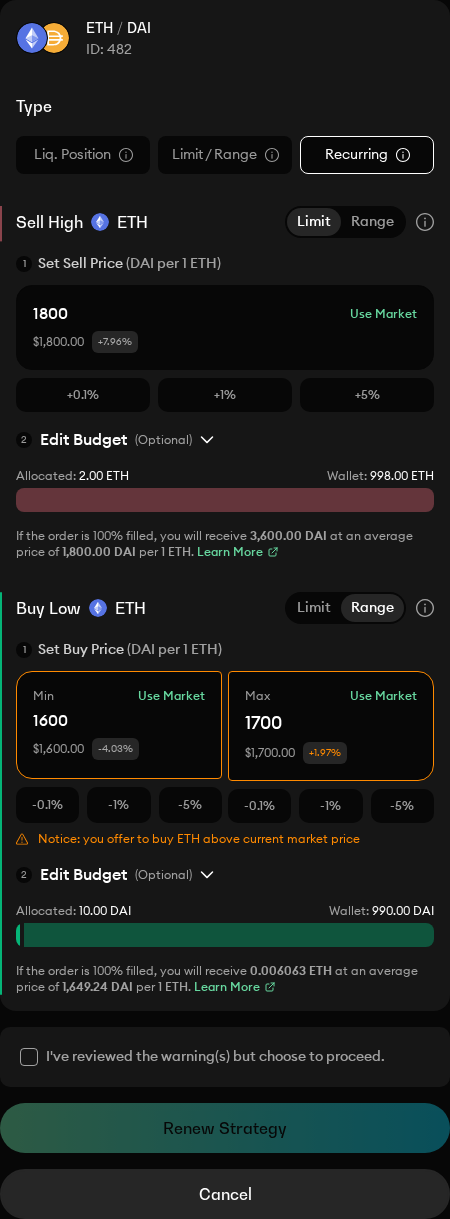 ETH / DAI
ID: 482
Type
Liq. Position
Limit / Range
Recurring
Sell High ETH
Limit Range
1 Set Sell Price (DAI per 1 ETH)
1800 Use Market
$1,800.00 +7.96%
+0.1% +1% +5%
2 Edit Budget (Optional)
Allocated: 2.00 ETH Wallet: 998.00 ETH
If the order is 100% filled, you will receive 3,600.00 DAI at an average
price of 1,800.00 DAI per 1 ETH. Learn More
Buy Low ETH
Limit Range
1 Set Buy Price (DAI per 1 ETH)
Min Use Market
1600
$1,600.00 -4.03%
Max Use Market
1700
$1,700.00 +1.97%
-0.1% -1% -5% -0.1% -1% -5%
Notice: you offer to buy ETH above current market price
2 Edit Budget (Optional)
Allocated: 10.00 DAI Wallet: 990.00 DAI
If the order is 100% filled, you will receive 0.006063 ETH at an average
price of 1,649.24 DAI per 1 ETH. Learn More
I've reviewed the warning(s) but choose to proceed.
Renew Strategy
Cancel